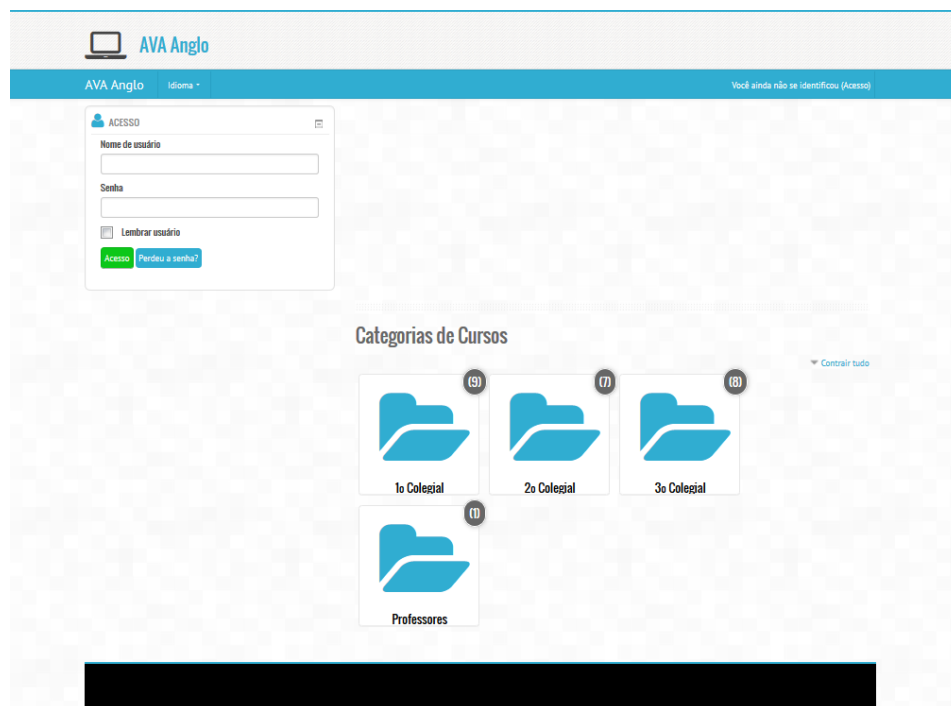 AVA Anglo
AVA Anglo Idioma Você ainda não se identificou (Acesso)
ACESSO
Nome de usuário
Senha
Lembrar usuário
Acesso Perdeu a senha?
Categorias de Cursos
Contrair tudo
(9) (7) (8)
1o Colegial 2o Colegial 3o Colegial
(1)
Professores